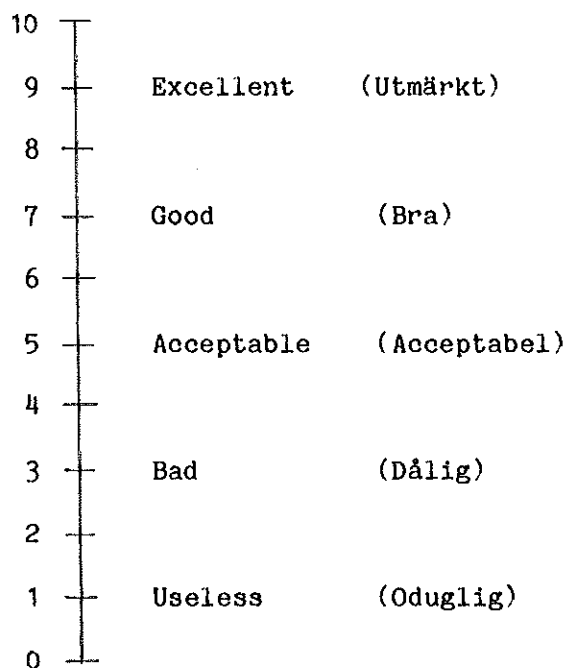 10
9 Excellent (Utmärkt)
8
7 Good (Bra)
6
5 Acceptable (Acceptabel)
4
3 Bad (Dålig)
2
1 Useless (Oduglig)
0